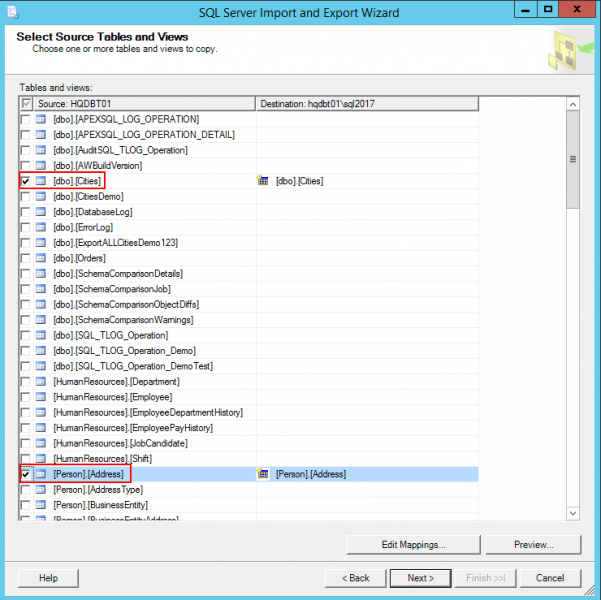 SQL Server Import and Export Wizard
Select Source Tables and Views
Choose one or more tables and views to copy.
Tables and views:
Source: HQDBT01 Destination: hqdbt01\sql2017
[dbo].[APEXSQL_LOG_OPERATION]
[dbo].[APEXSQL_LOG_OPERATION_DETAIL]
[dbo].[AuditSQL_TLOG_Operation]
[dbo].[AWBuildVersion]
[dbo].[Cities] [dbo].[Cities]
[dbo].[CitiesDemo]
[dbo].[DatabaseLog]
[dbo].[ErrorLog]
[dbo].[ExportALLCitiesDemo123]
[dbo].[Orders]
[dbo].[SchemaComparisonDetails]
[dbo].[SchemaComparisonJob]
[dbo].[SchemaComparisonObjectDiffs]
[dbo].[SchemaComparisonWarnings]
[dbo].[SQL_TLOG_Operation]
[dbo].[SQL_TLOG_Operation_Demo]
[dbo].[SQL_TLOG_Operation_DemoTest]
[HumanResources].[Department]
[HumanResources].[Employee]
[HumanResources].[EmployeeDepartmentHistory]
[HumanResources].[EmployeePayHistory]
[HumanResources].[JobCandidate]
[HumanResources].[Shift]
[Person].[Address] [Person].[Address]
[Person].[AddressType]
[Person].[BusinessEntity]
[Person].[BusinessEntityAddress]
Edit Mappings... Preview...
Help < Back Next > Finish >>| Cancel